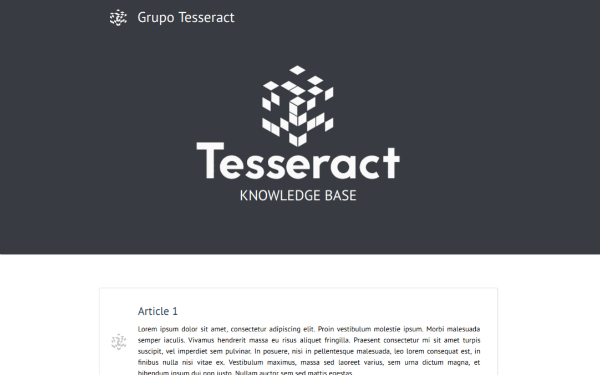 Grupo Tesseract
Tesseract
KNOWLEDGE BASE
Article 1
Lorem ipsum dolor sit amet, consectetur adipiscing elit. Proin vestibulum molestie ipsum. Morbi malesuada
semper iaculis. Vivamus hendrerit massa eu risus aliquet fringilla. Praesent consectetur mi sit amet turpis
suscipit, vel imperdiet sem pulvinar. In posuere, nisi in pellentesque malesuada, leo lorem consequat est, in
finibus nulla nisi vitae ex. Vestibulum maximus, massa sed laoreet varius, sem urna dictum magna, et
bibendum ipsum dui non justo. Nullam auctor sem sed mattis egestas.